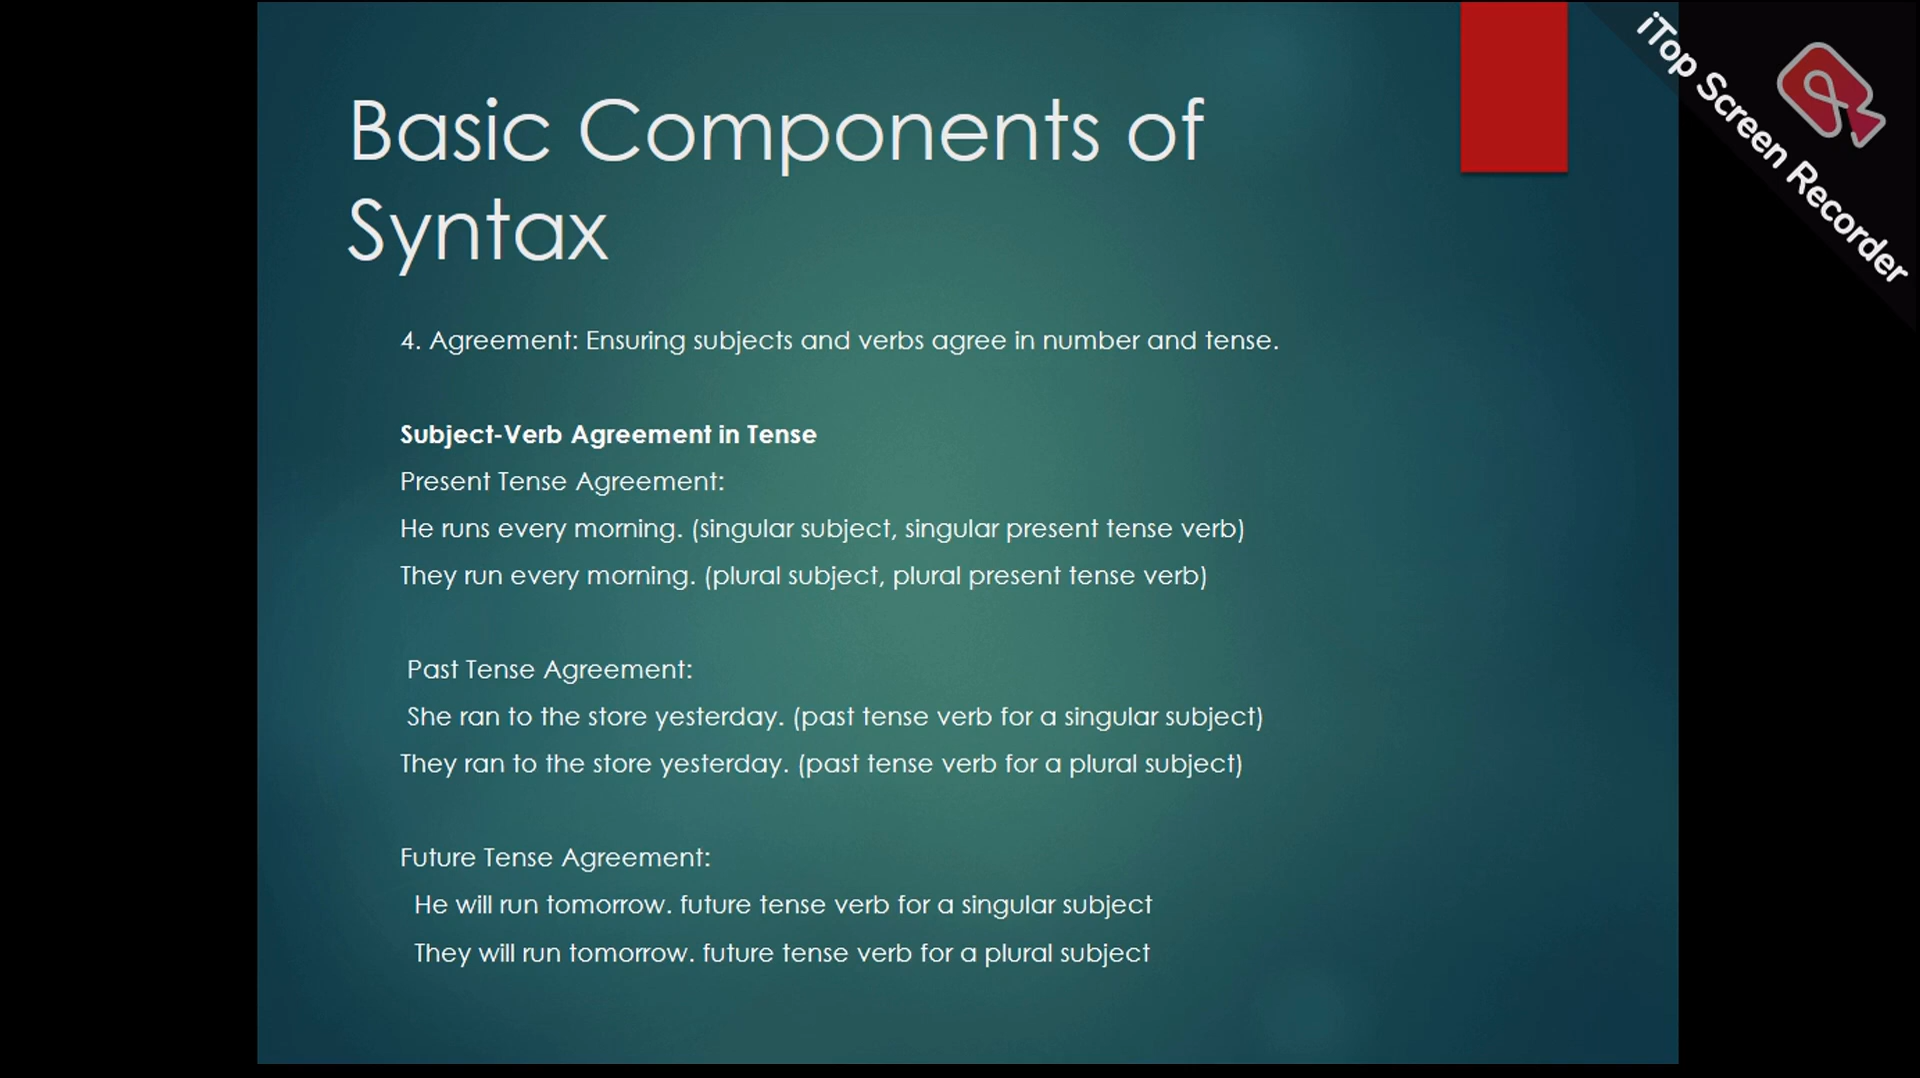 Basic Components of
Syntax
4. Agreement: Ensuring subjects and verbs agree in number and tense.
Subject-Verb Agreement in Tense
Present Tense Agreement:
He runs every morning. (singular subject, singular present tense verb)
They run every morning. (plural subject, plural present tense verb)
Past Tense Agreement:
She ran to the store yesterday. (past tense verb for a singular subject)
They ran to the store yesterday. (past tense verb for a plural subject)
Future Tense Agreement:
He will run tomorrow. future tense verb for a singular subject
They will run tomorrow. future tense verb for a plural subject
iTop Screen Recorder